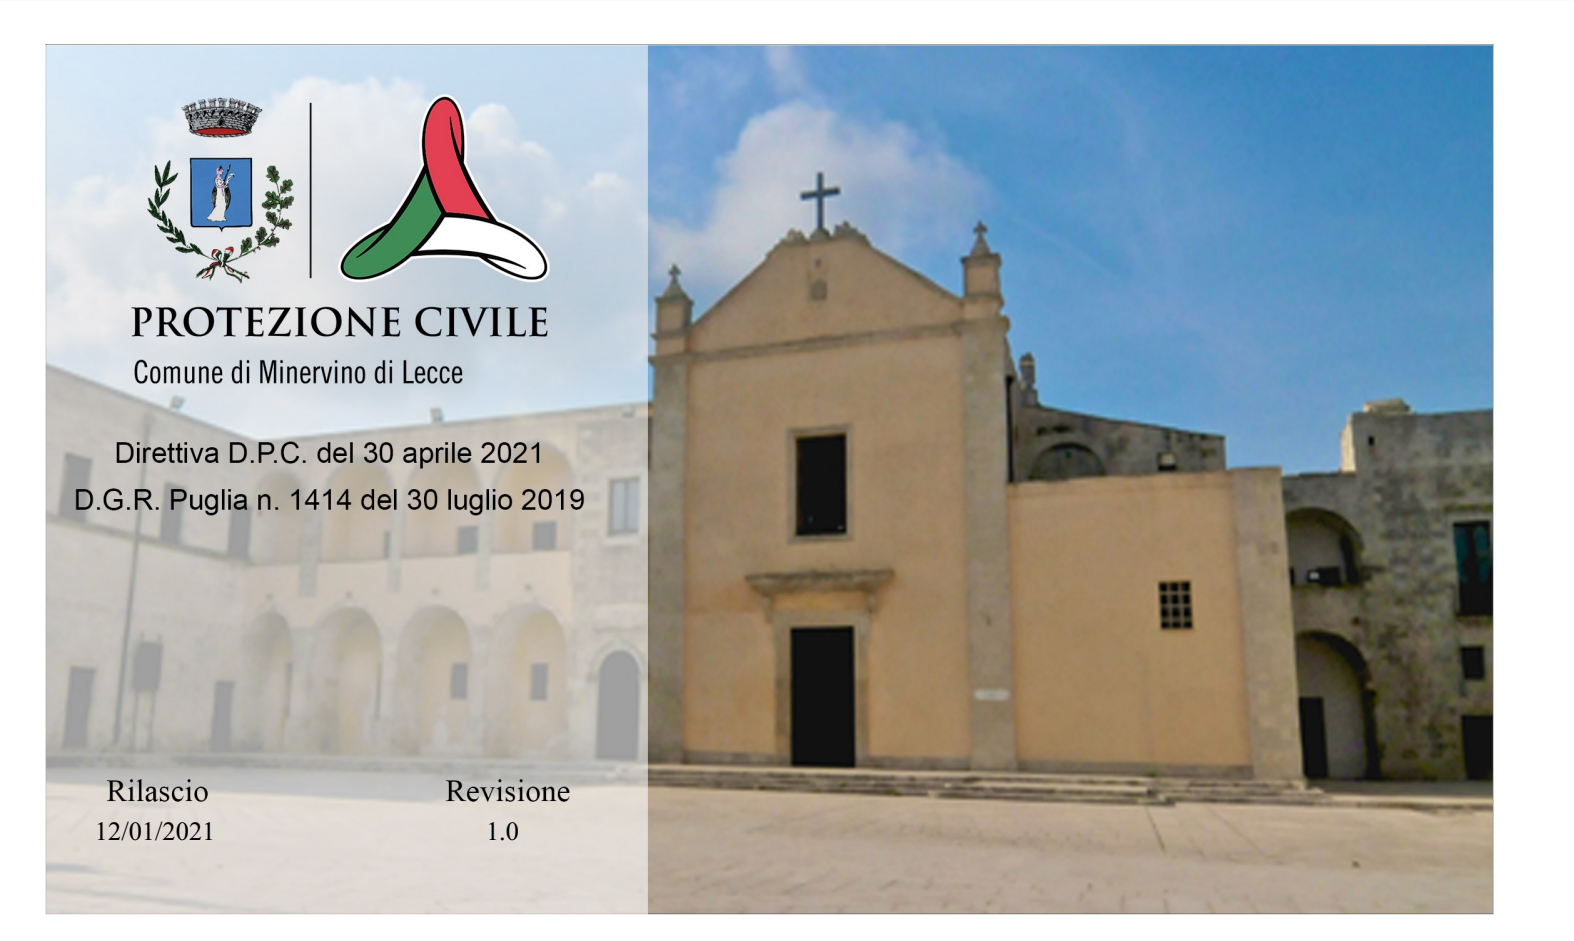 PROTEZIONE CIVILE
Comune di Minervino di Lecce
Direttiva D.P.C. del 30 aprile 2021
D.G.R. Puglia n. 1414 del 30 luglio 2019
Rilascio Revisione
12/01/2021 1.0